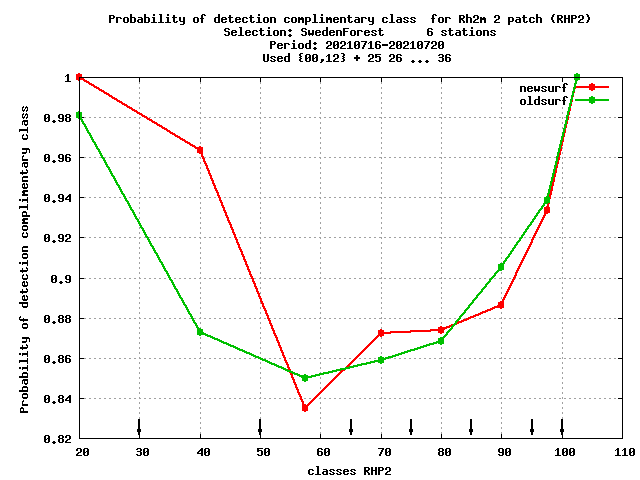 Probability of detection complimentary class  for Rh2m 2 patch (RHP2)
Selection: SwedenForest      6 stations
Period: 20210716-20210720
Used {00,12} + 25 26 ... 36
newsurf
oldsurf
1
0.98
0.96
0.94
0.92
0.9
0.88
0.86
0.84
0.82
20 30 40 50 60 70 80 90 100 110
Probability of detection complimentary class
classes RHP2